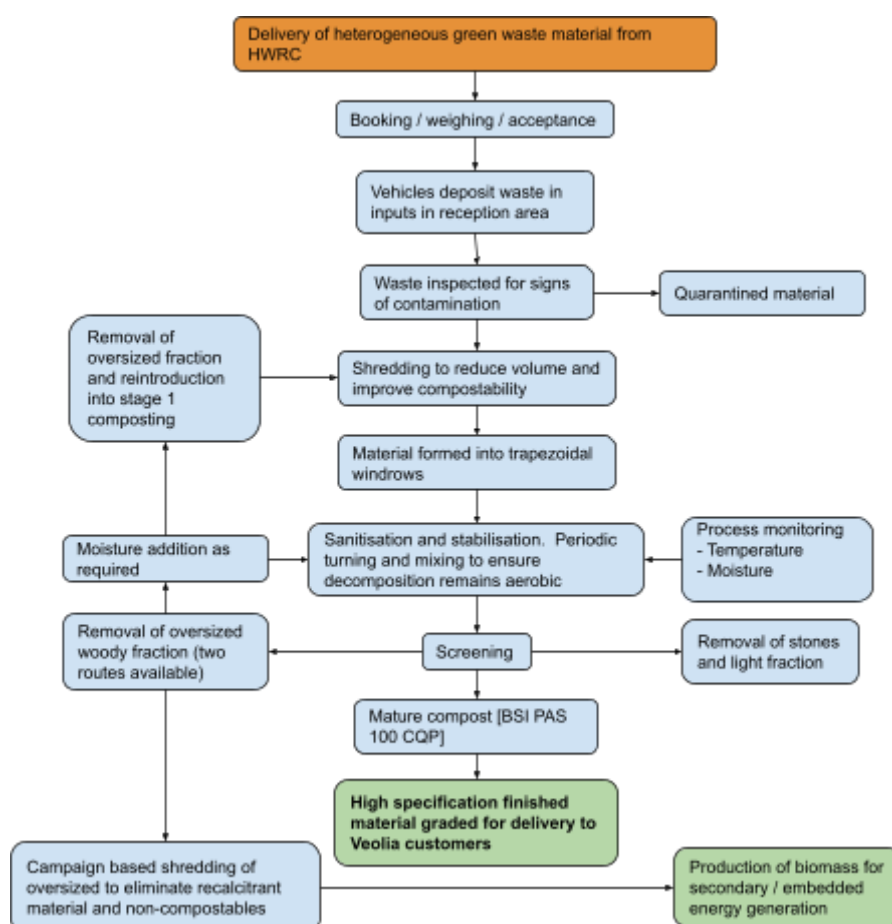 Delivery of heterogeneous green waste material from
HWRC
Booking / weighing / acceptance
Vehicles deposit waste in
inputs in reception area
Waste inspected for signs
of contamination
Quarantined material
Removal of
oversized fraction
and reintroduction
into stage 1
composting
Shredding to reduce volume and
improve compostability
Material formed into trapezoidal
windrows
Moisture addition as
required
Sanitisation and stabilisation. Periodic
turning and mixing to ensure
decomposition remains aerobic
Process monitoring
- Temperature
- Moisture
Removal of oversized
woody fraction (two
routes available)
Screening
Removal of stones
and light fraction
Mature compost [BSI PAS
100 CQP]
High specification finished
material graded for delivery to
Veolia customers
Campaign based shredding of
oversized to eliminate recalcitrant
material and non-compostables
Production of biomass for
secondary / embedded
energy generation